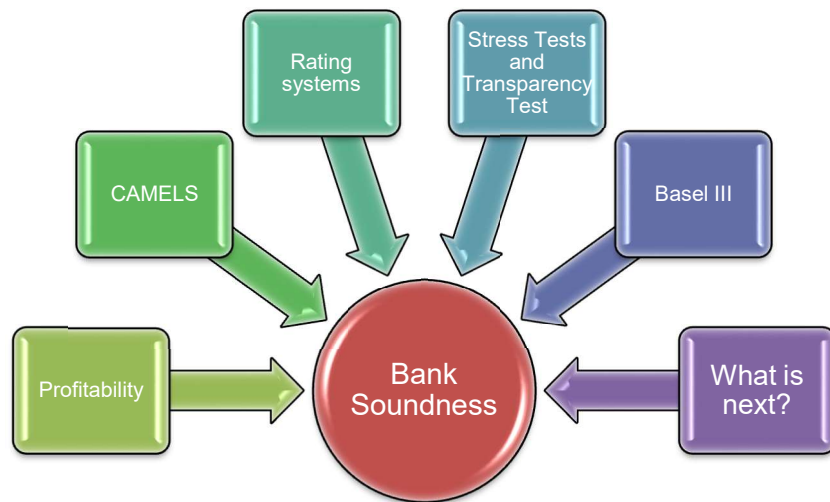 Stress Tests
and
Transparency
Test
Rating
systems
CAMELS
Basel III
Profitability
Bank
Soundness
What is
next?